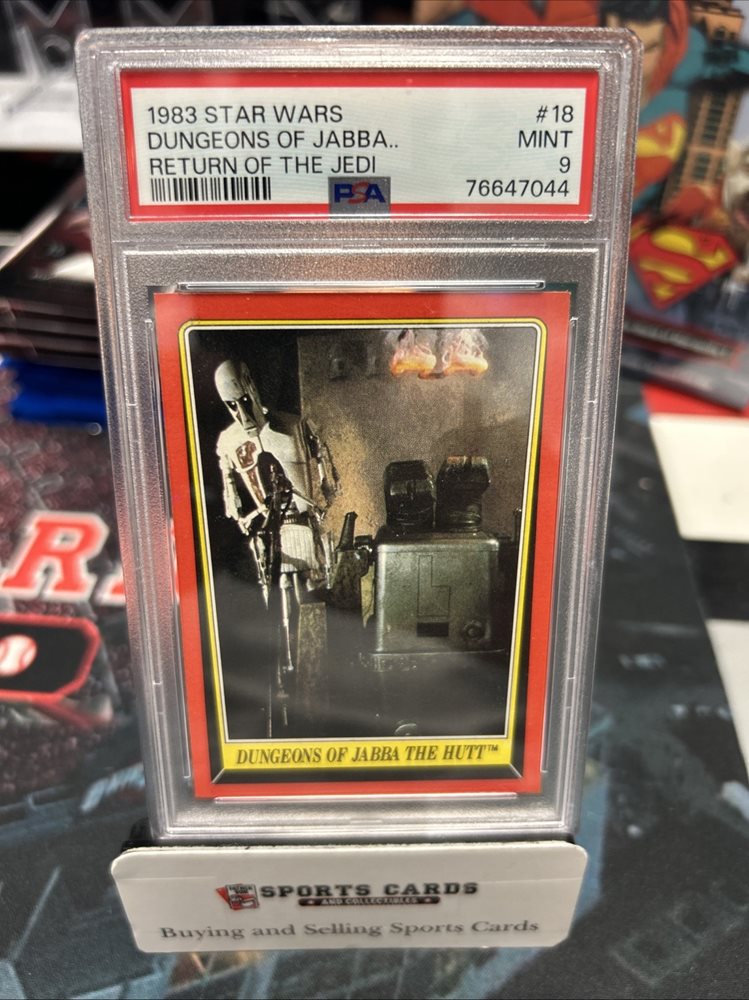 1983 STAR WARS #18
DUNGEONS OF JABBA.. MINT
RETURN OF THE JEDI 9
PSA 76647044
DUNGEONS OF JABBA THE HUTT™
SPORTS CARDS
AND COLLECTIBLES
Buying and Selling Sports Cards